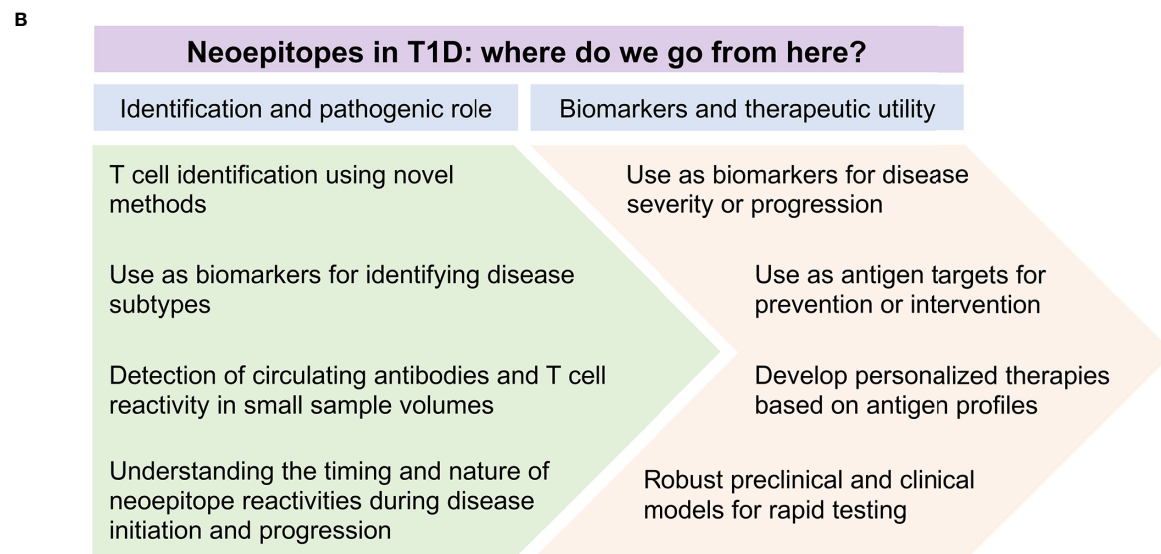 B
Neoepitopes in T1D: where do we go from here?
Identification and pathogenic role
Biomarkers and therapeutic utility
T cell identification using novel
methods
Use as biomarkers for identifying disease
subtypes
Detection of circulating antibodies and T cell
reactivity in small sample volumes
Understanding the timing and nature of
neoepitope reactivities during disease
initiation and progression
Use as biomarkers for disease
severity or progression
Use as antigen targets for
prevention or intervention
Develop personalized therapies
based on antigen profiles
Robust preclinical and clinical
models for rapid testing